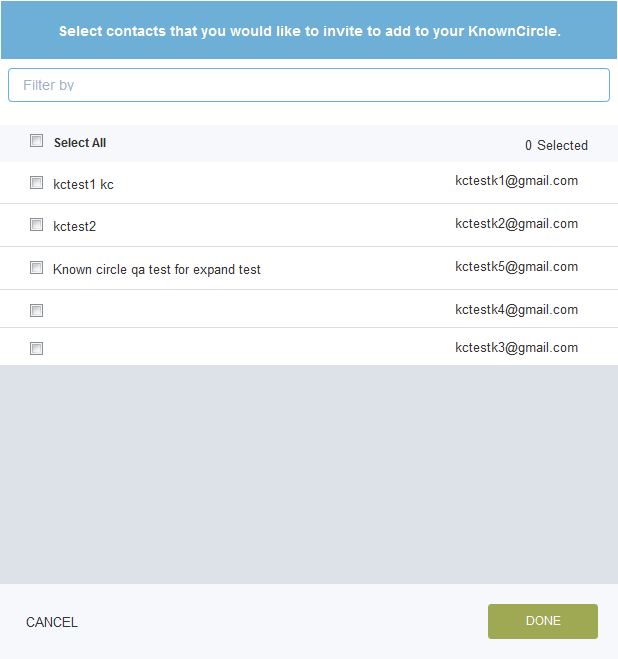 Select contacts that you would like to invite to add to your KnownCircle.
Filter by
Select All 0 Selected
kctest1 kc kctestk1@gmail.com
kctest2 kctestk2@gmail.com
Known circle qa test for expand test kctestk5@gmail.com
kctestk4@gmail.com
kctestk3@gmail.com
CANCEL DONE